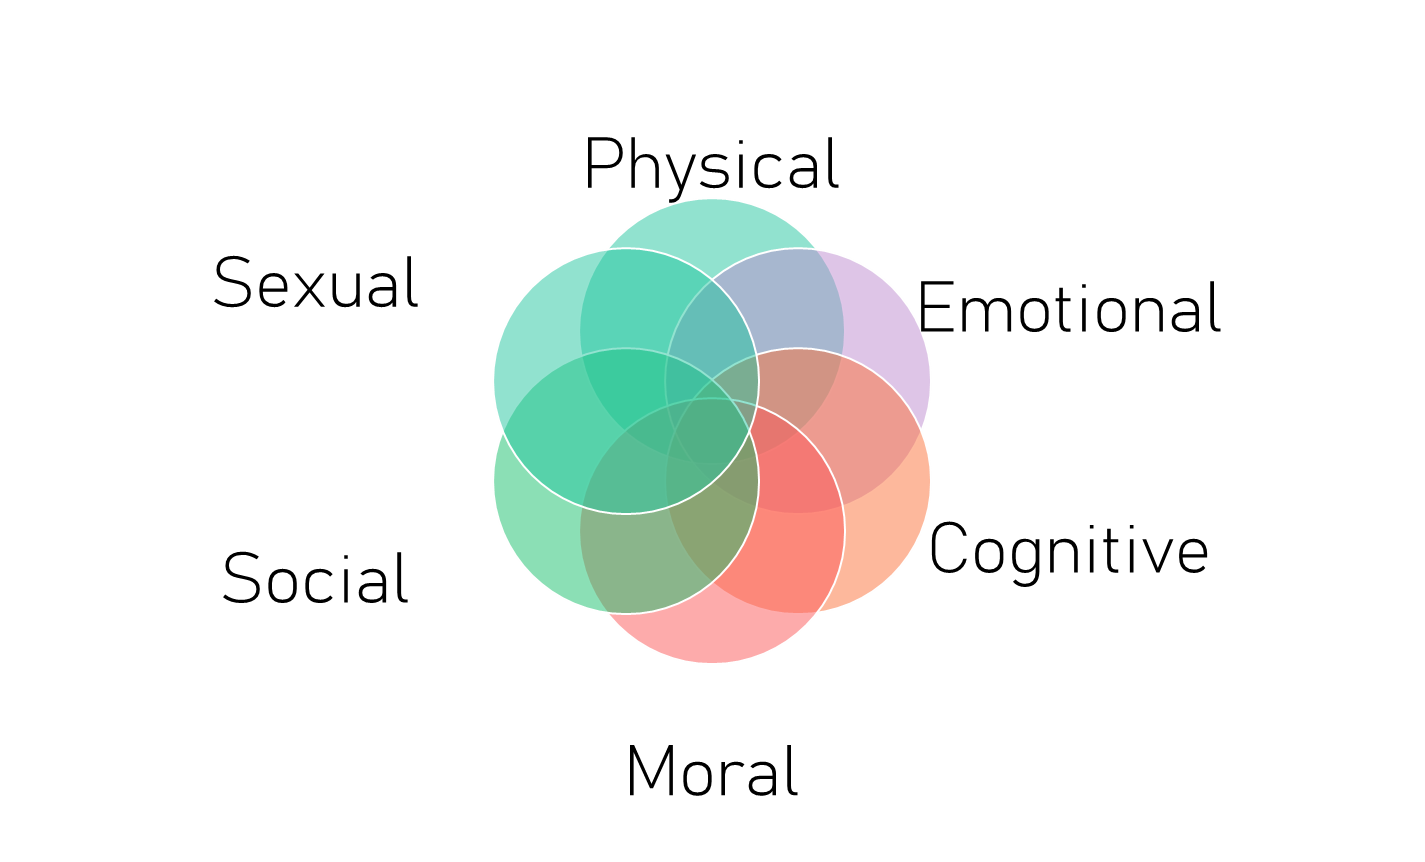 Physical
Sexual
Emotional
Social
Cognitive
Moral